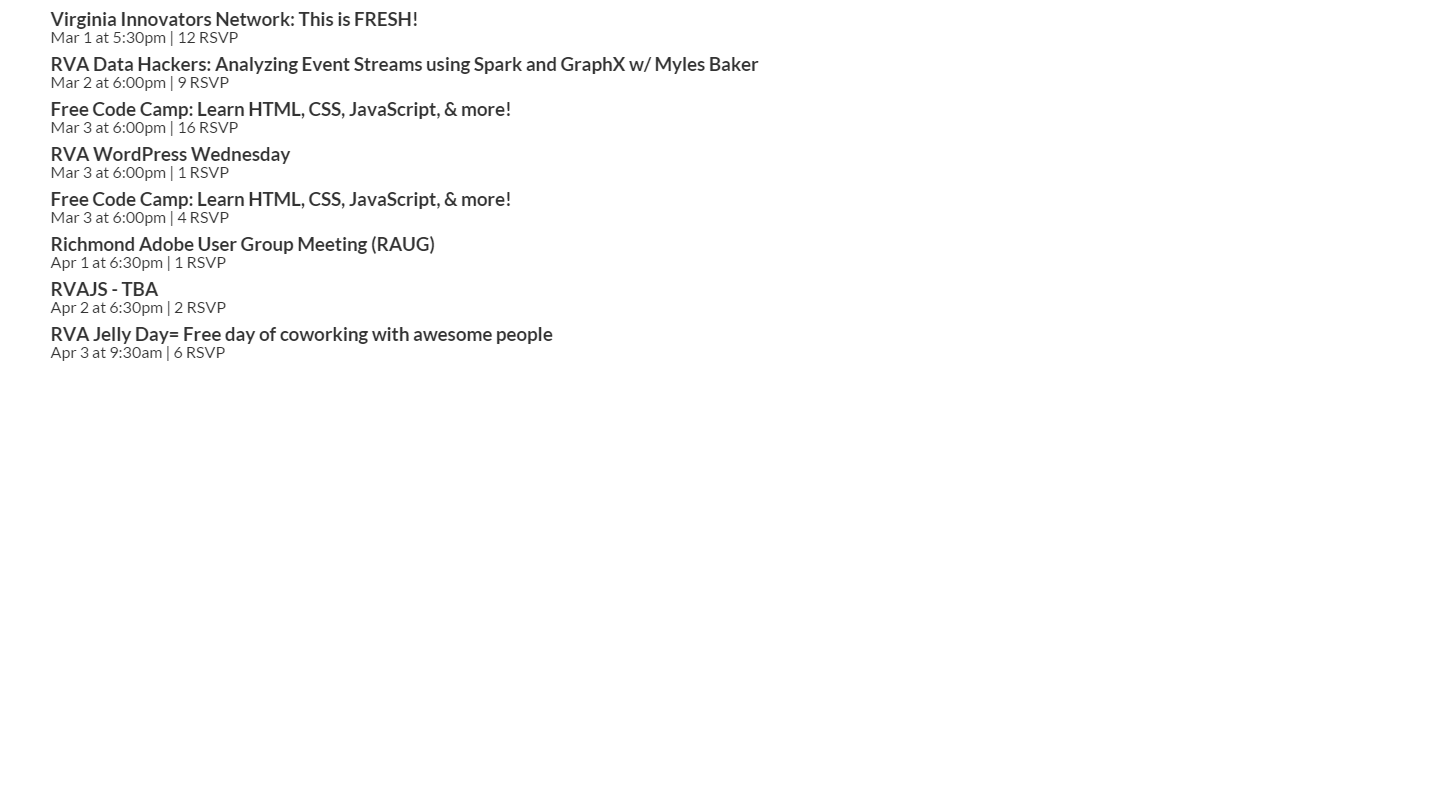 Virginia Innovators Network: This is FRESH!
Mar 1 at 5:30pm | 12 RSVP
RVA Data Hackers: Analyzing Event Streams using Spark and GraphX w/ Myles Baker
Mar 2 at 6:00pm | 9 RSVP
Free Code Camp: Learn HTML, CSS, JavaScript, & more!
Mar 3 at 6:00pm | 16 RSVP
RVA WordPress Wednesday
Mar 3 at 6:00pm | 1 RSVP
Free Code Camp: Learn HTML, CSS, JavaScript, & more!
Mar 3 at 6:00pm | 4 RSVP
Richmond Adobe User Group Meeting (RAUG)
Apr 1 at 6:30pm | 1 RSVP
RVAJS - TBA
Apr 2 at 6:30pm | 2 RSVP
RVA Jelly Day= Free day of coworking with awesome people
Apr 3 at 9:30am | 6 RSVP